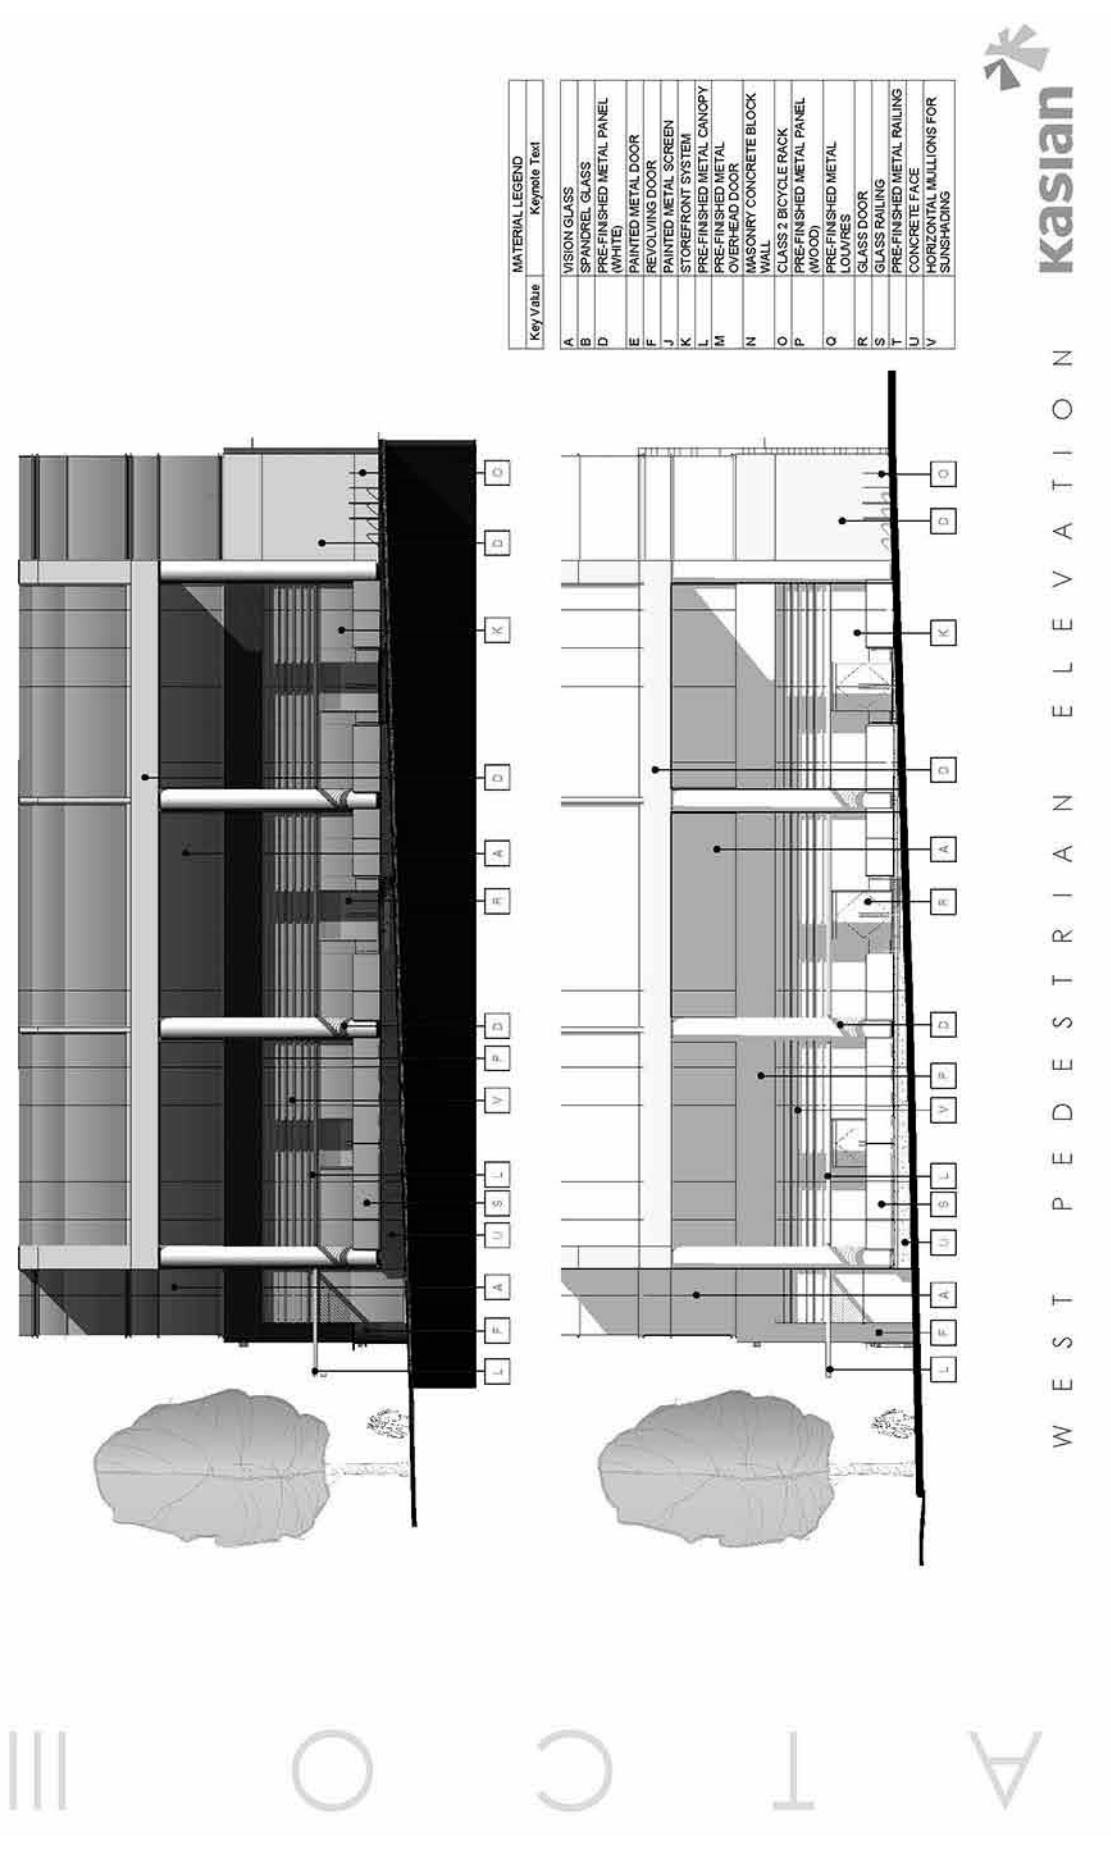 L F A U S L V P D R A D K D O
MATERIAL LEGEND
Key Value Keynote Text
A VISION GLASS
B SPANDREL GLASS
D PRE-FINISHED METAL PANEL
(WHITE)
E PAINTED METAL DOOR
F REVOLVING DOOR
J PAINTED METAL SCREEN
K STOREFRONT SYSTEM
L PRE-FINISHED METAL CANOPY
M PRE-FINISHED METAL
OVERHEAD DOOR
N MASONRY CONCRETE BLOCK
WALL
O CLASS 2 BICYCLE RACK
P PRE-FINISHED METAL PANEL
(WOOD)
Q PRE-FINISHED METAL
LOUVRES
R GLASS DOOR
S GLASS RAILING
T PRE-FINISHED METAL RAILING
U CONCRETE FACE
V HORIZONTAL MULLIONS FOR
SUNSHADING
L F A U S L V P D R A D K D O
WEST PEDESTRIAN ELEVATION
Kasian
ATCO III